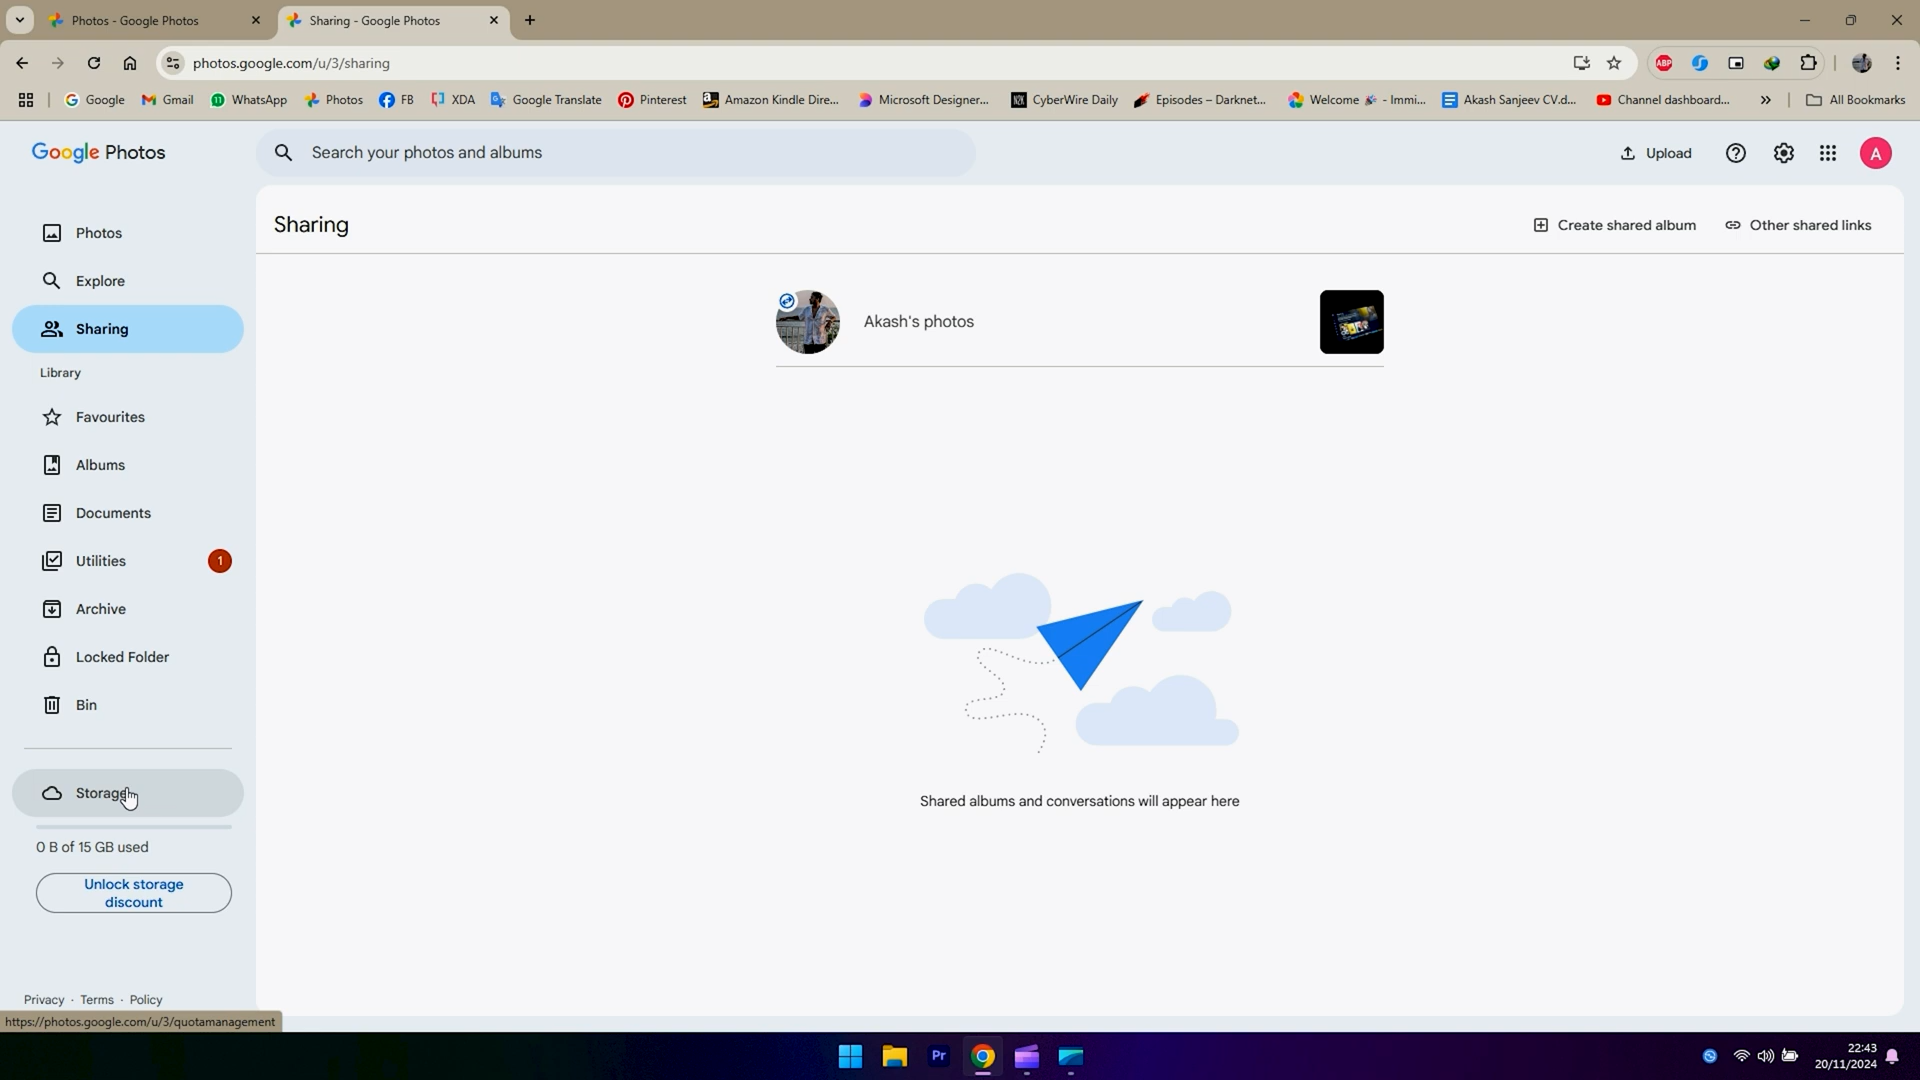 Photos - Google Photos
Sharing - Google Photos
photos.google.com/u/3/sharing
ABP
Google
Gmail
11
WhatsApp
Photos
FB
XDA
Google Translate
Pinterest
Amazon Kindle Dire...
Microsoft Designer...
N2K
CyberWire Daily
Episodes – Darknet...
Welcome 🎉 - Immi...
Akash Sanjeev CV.d...
Channel dashboard...
All Bookmarks
Google Photos
Search your photos and albums
Upload
A
Photos
Explore
Sharing
Library
Favourites
Albums
Documents
Utilities
1
Archive
Locked Folder
Bin
Storage
0 B of 15 GB used
Unlock storage
discount
Privacy · Terms · Policy
https://photos.google.com/u/3/quotamanagement
Sharing
Create shared album
Other shared links
Akash's photos
Shared albums and conversations will appear here
Pr
22:43
20/11/2024